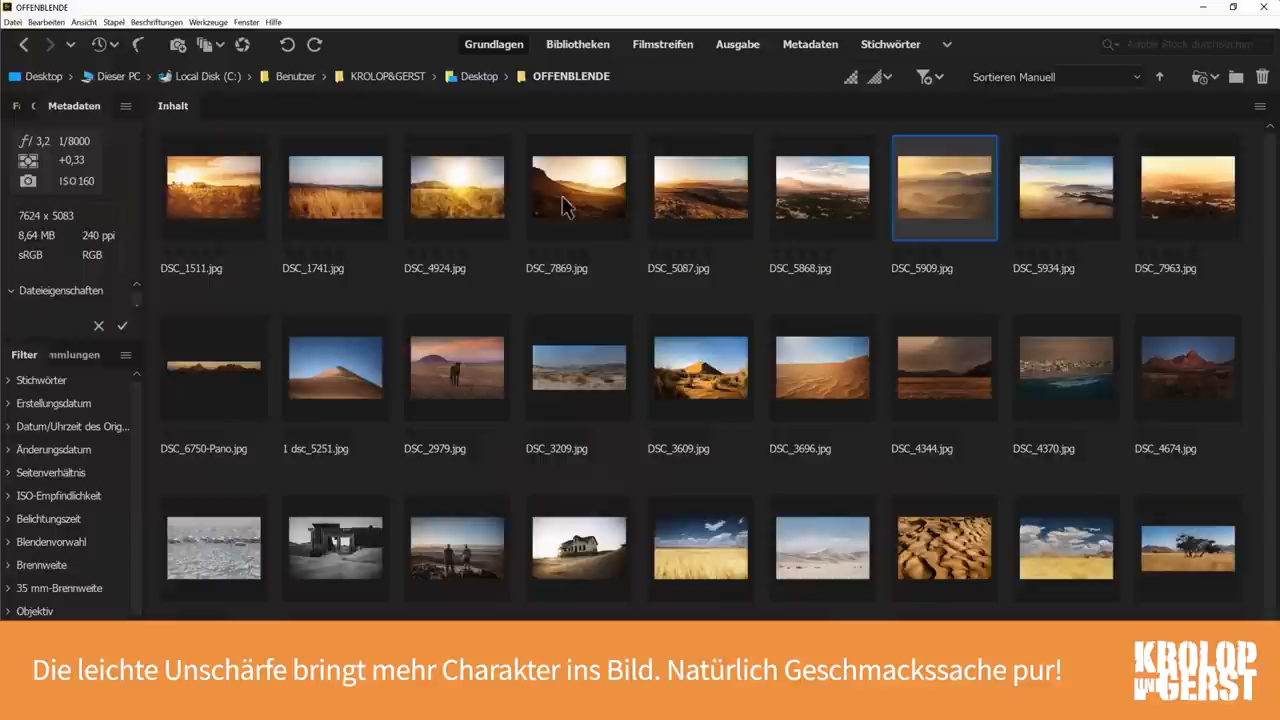 OFFENBLENDE
Datei Bearbeiten Ansicht Stapel Beschriftungen Werkzeuge Fenster Hilfe
Grundlagen Bibliotheken Filmstreifen Ausgabe Metadaten Stichwörter Adobe Stock durchsuchen
Desktop Dieser PC Local Disk (C:) Benutzer KROLOP&GERST Desktop OFFENBLENDE Sortieren Manuell
Metadaten Inhalt
ƒ/ 3,2 1/8000
+0,33
ISO 160
7624 x 5083
8,64 MB 240 ppi
sRGB RGB
Dateieigenschaften
DSC_1511.jpg DSC_1741.jpg DSC_4924.jpg DSC_7869.jpg DSC_5087.jpg DSC_5868.jpg DSC_5909.jpg DSC_5934.jpg DSC_7963.jpg
Filter mmlungen
Stichwörter
Erstellungsdatum
Datum/Uhrzeit des Orig...
Änderungsdatum
Seitenverhältnis
ISO-Empfindlichkeit
Belichtungszeit
Blendenvorwahl
Brennweite
35 mm-Brennweite
Objektiv
DSC_6750-Pano.jpg 1 dsc_5251.jpg DSC_2979.jpg DSC_3209.jpg DSC_3609.jpg DSC_3696.jpg DSC_4344.jpg DSC_4370.jpg DSC_4674.jpg
Die leichte Unschärfe bringt mehr Charakter ins Bild. Natürlich Geschmackssache pur!
KROLOP
UND GERST